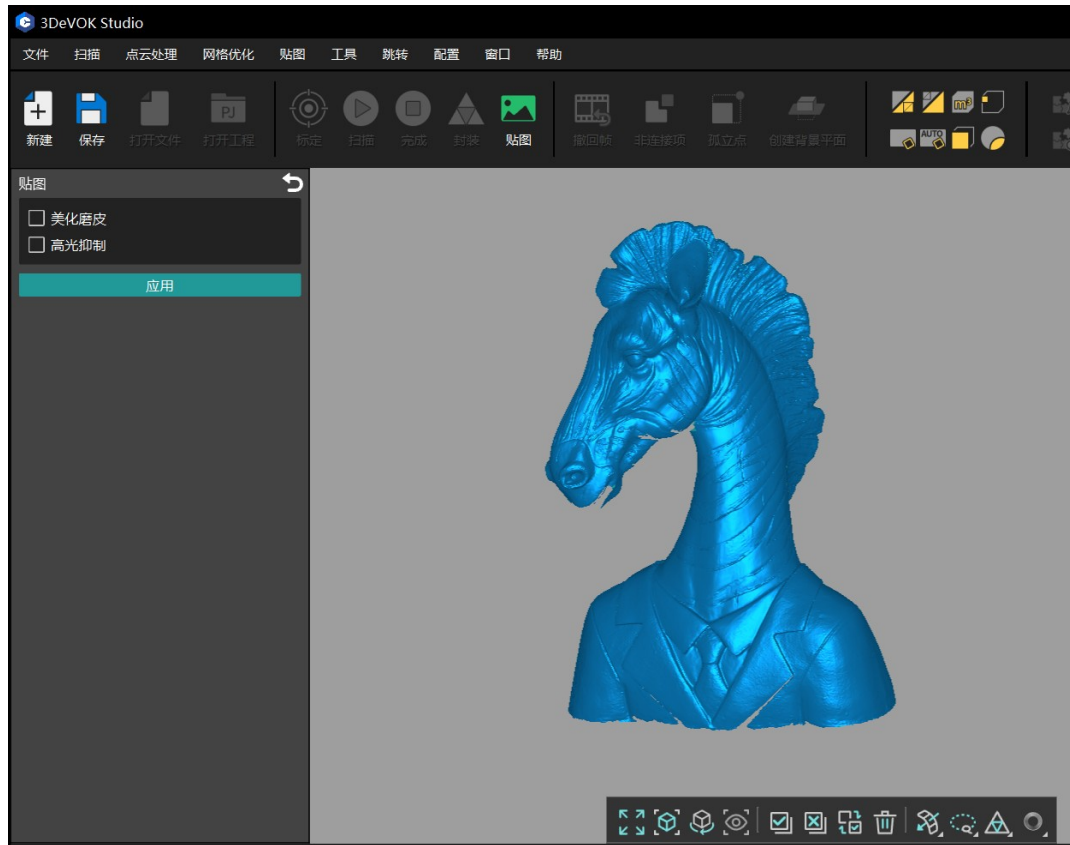 3DeVOK Studio
文件 扫描 点云处理 网格优化 贴图 工具 跳转 配置 窗口 帮助
PJ m³
新建 保存 打开文件 打开工程 标定 扫描 完成 封装 贴图 撤回帧 非连接项 孤立点 创建背景平面
AUTO
贴图
美化磨皮
高光抑制
应用